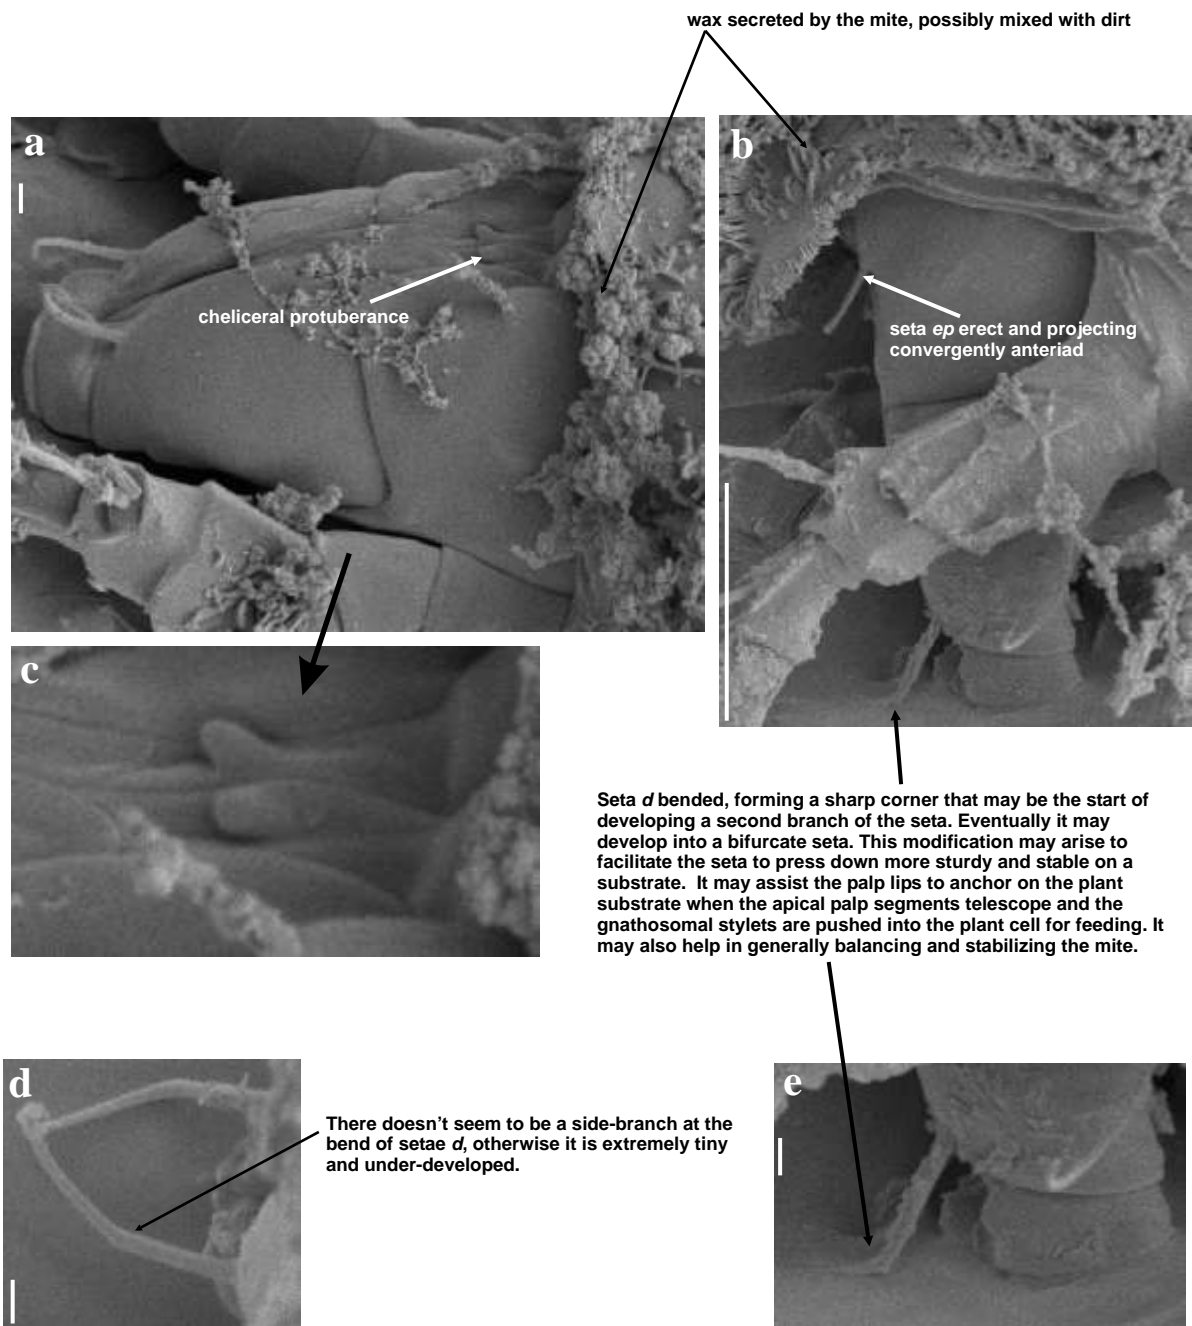 wax secreted by the mite, possibly mixed with dirt
a
b
cheliceral protuberance
seta ep erect and projecting
convergently anteriad
c
Seta d bended, forming a sharp corner that may be the start of
developing a second branch of the seta. Eventually it may
develop into a bifurcate seta. This modification may arise to
facilitate the seta to press down more sturdy and stable on a
substrate.  It may assist the palp lips to anchor on the plant
substrate when the apical palp segments telescope and the
gnathosomal stylets are pushed into the plant cell for feeding. It
may also help in generally balancing and stabilizing the mite.
d
e
There doesn’t seem to be a side-branch at the
bend of setae d, otherwise it is extremely tiny
and under-developed.